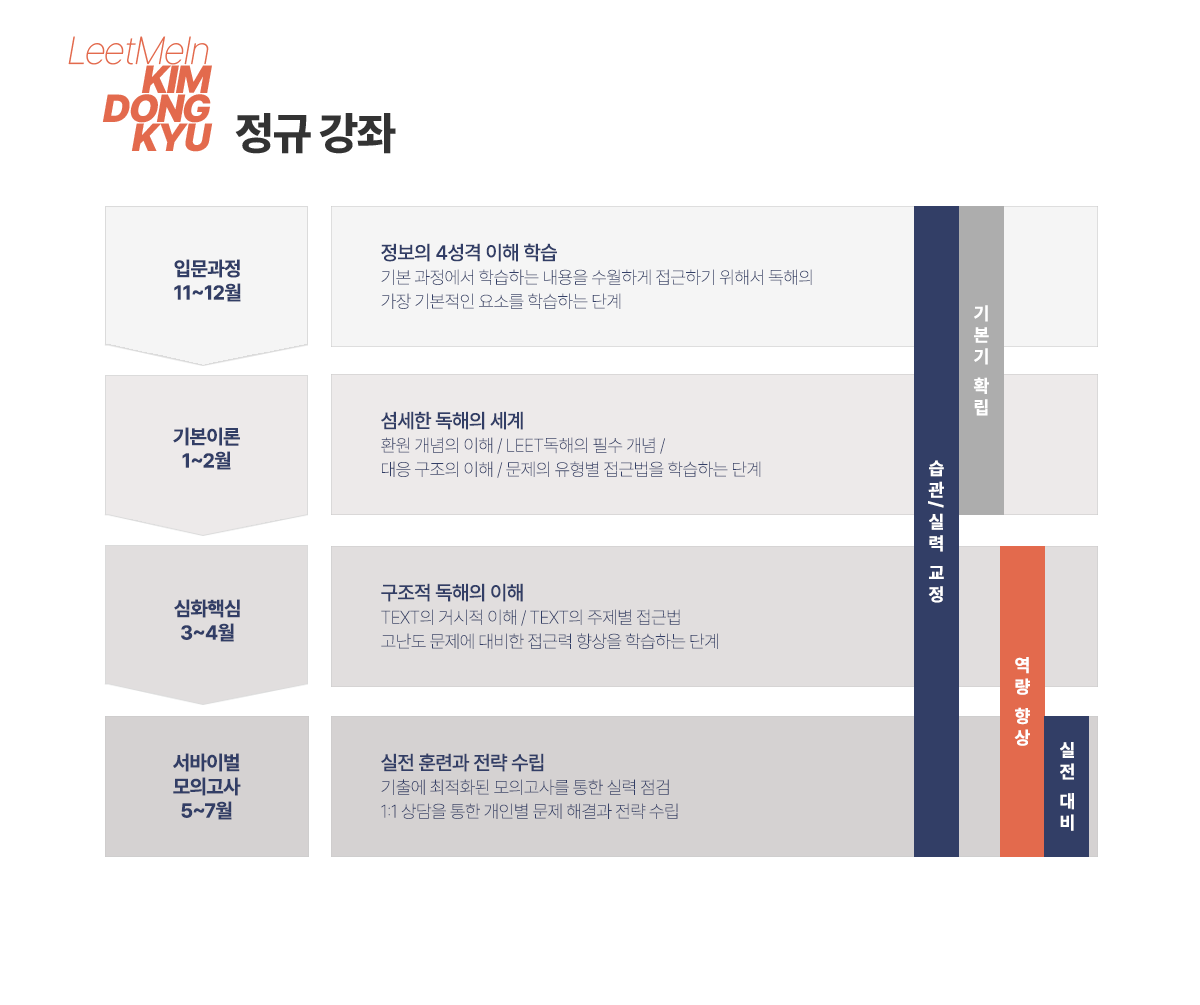 LeetMeIn
KIM
DONG
KYU
정규 강좌
입문과정
11~12월
정보의 4성격 이해 학습
기본 과정에서 학습하는 내용을 수월하게 접근하기 위해서 독해의
가장 기본적인 요소를 학습하는 단계
기본이론
1~2월
섬세한 독해의 세계
환원 개념의 이해 / LEET독해의 필수 개념 /
대응 구조의 이해 / 문제의 유형별 접근법을 학습하는 단계
심화핵심
3~4월
구조적 독해의 이해
TEXT의 거시적 이해 / TEXT의 주제별 접근법
고난도 문제에 대비한 접근력 향상을 학습하는 단계
서바이벌
모의고사
5~7월
실전 훈련과 전략 수립
기출에 최적화된 모의고사를 통한 실력 점검
1:1 상담을 통한 개인별 문제 해결과 전략 수립
습관/실력 교정
기본기 확립
역량 향상
실전 대비